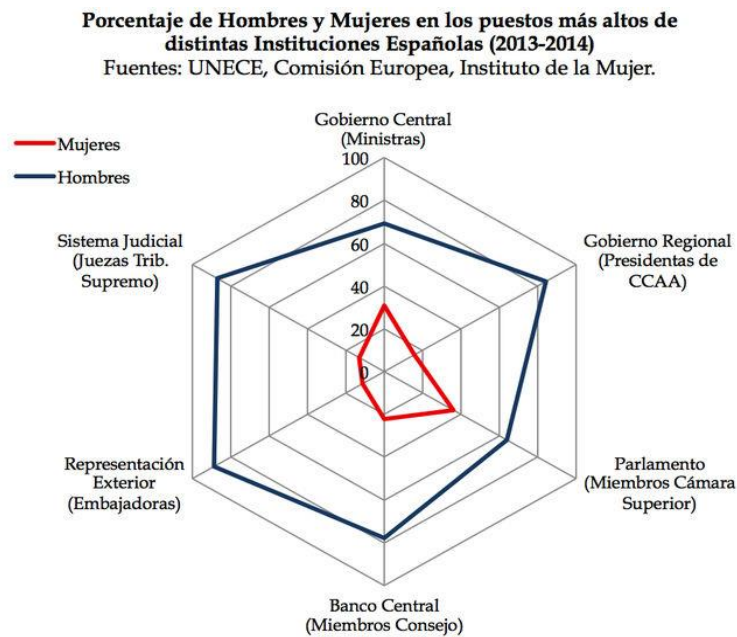 Porcentaje de Hombres y Mujeres en los puestos más altos de
distintas Instituciones Españolas (2013-2014)
Fuentes: UNECE, Comisión Europea, Instituto de la Mujer.
Mujeres
Hombres
Gobierno Central
(Ministras)
100
80
60
40
20
0
Gobierno Regional
(Presidentas de
CCAA)
Parlamento
(Miembros Cámara
Superior)
Banco Central
(Miembros Consejo)
Representación
Exterior
(Embajadoras)
Sistema Judicial
(Juezas Trib.
Supremo)